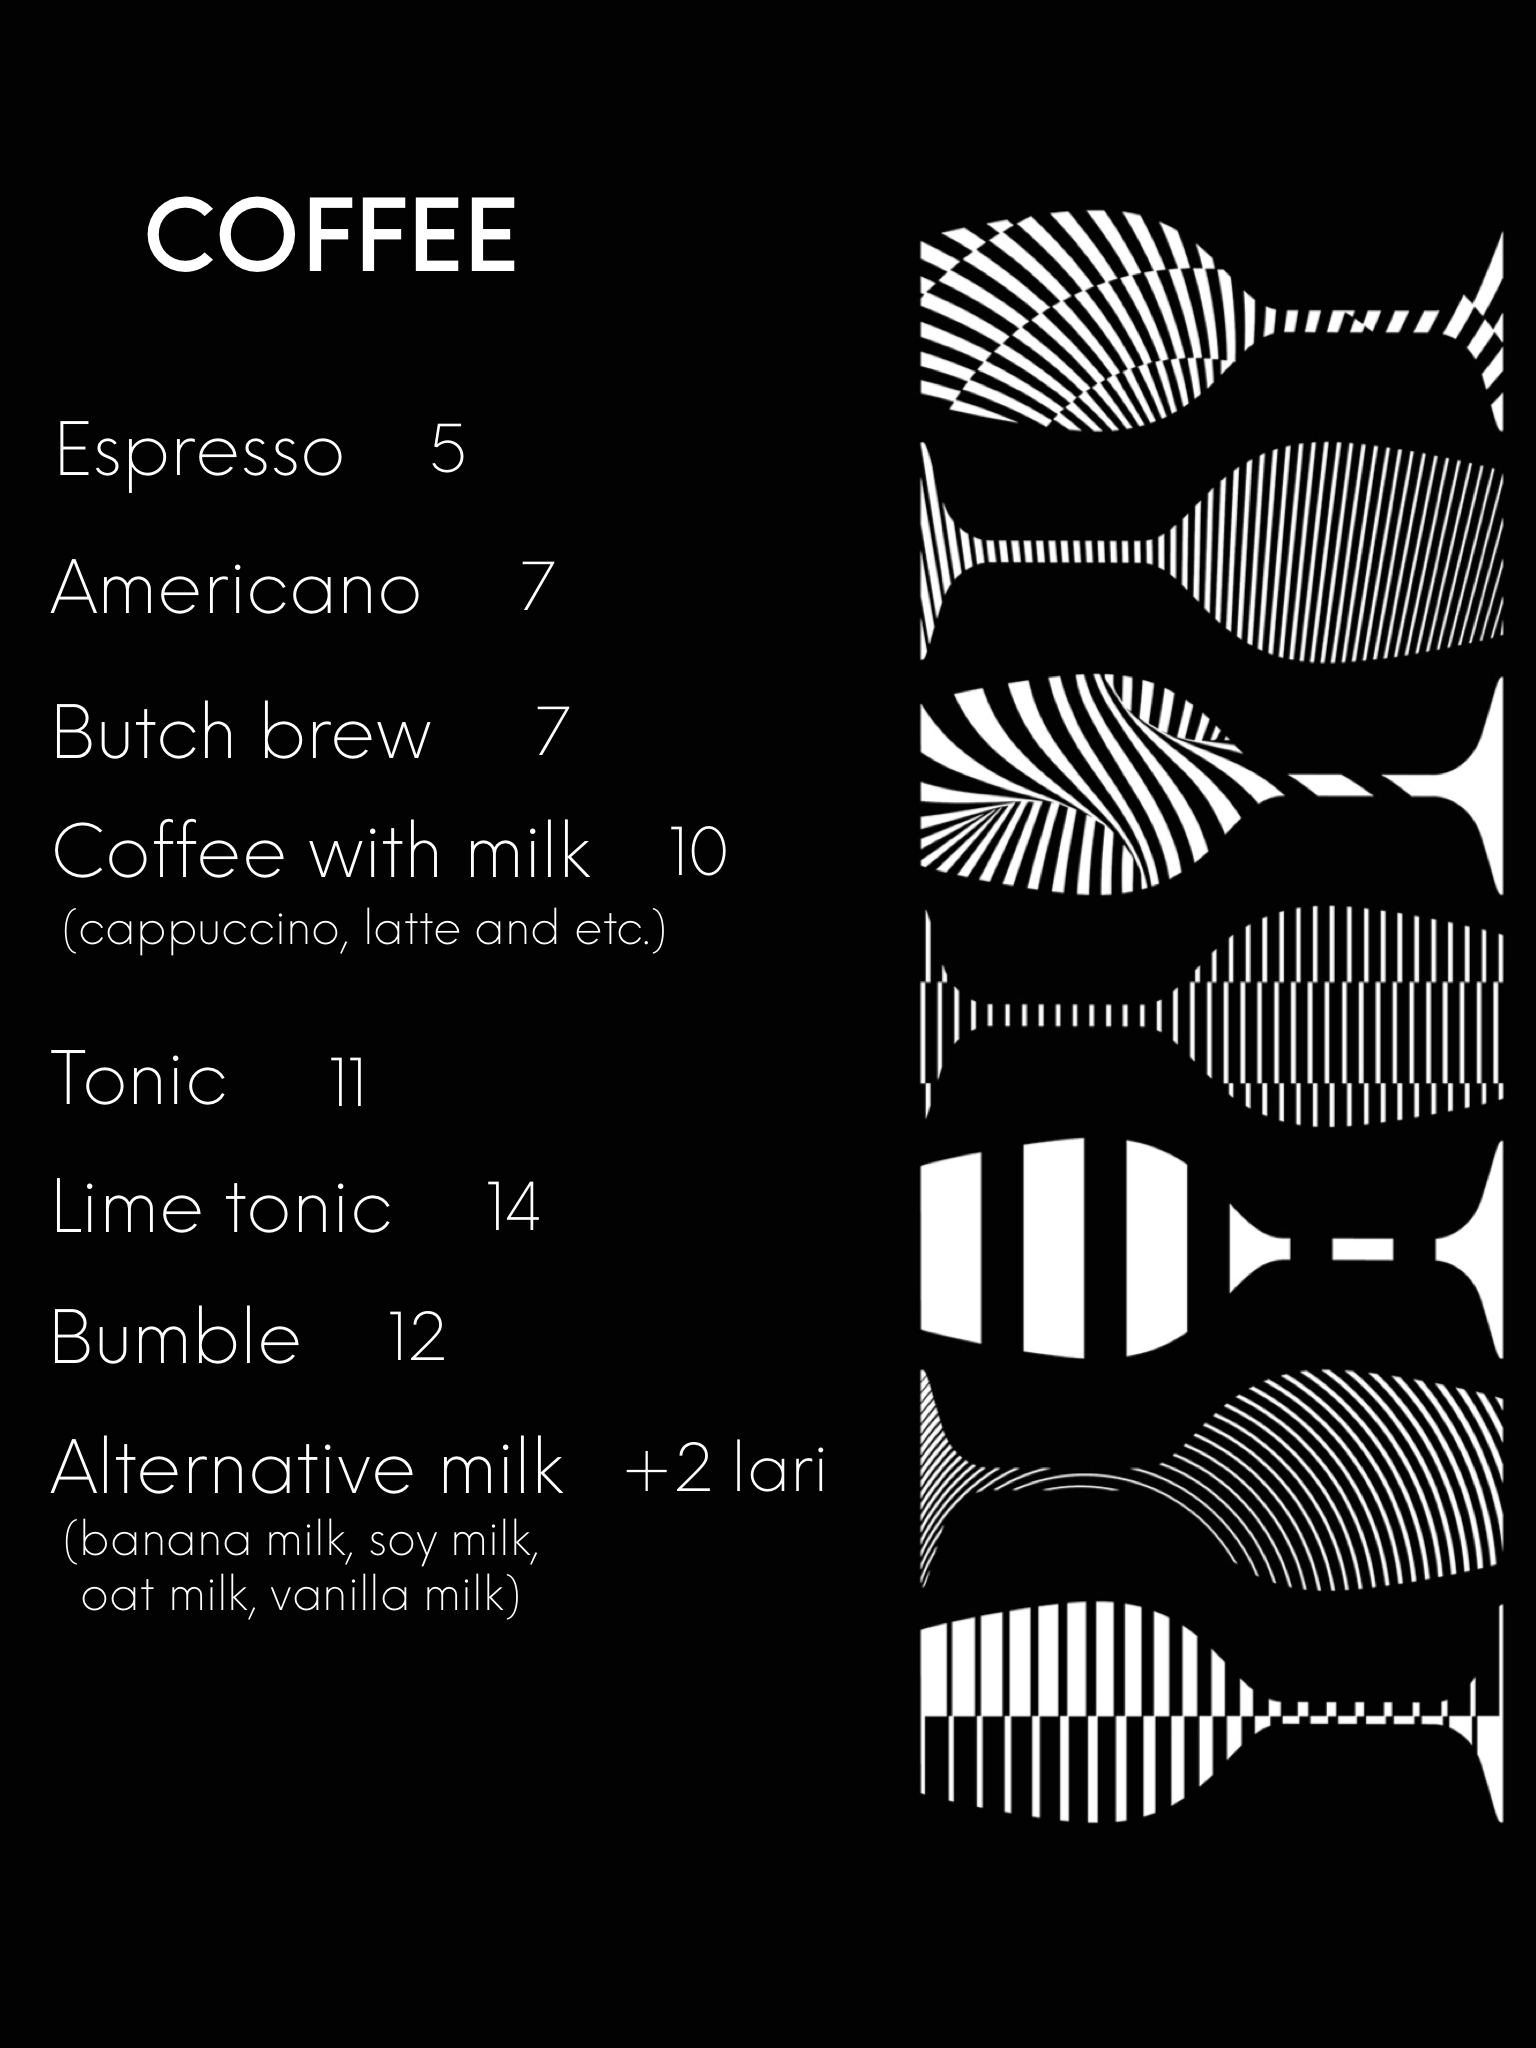 COFFEE
Espresso 5
Americano 7
Butch brew 7
Coffee with milk 10
(cappuccino, latte and etc.)
Tonic 11
Lime tonic 14
Bumble 12
Alternative milk +2 lari
(banana milk, soy milk,
oat milk, vanilla milk)